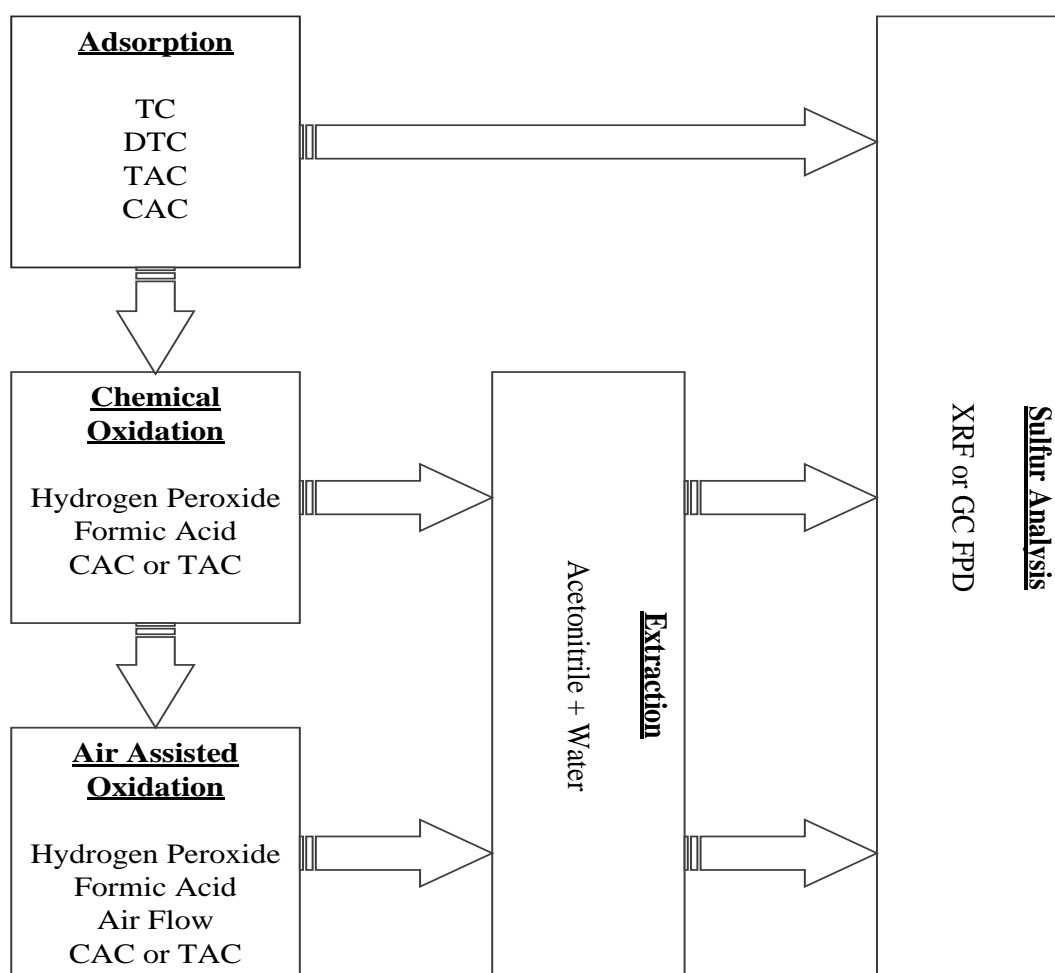 Adsorption
TC
DTC
TAC
CAC
Chemical
Oxidation
Hydrogen Peroxide
Formic Acid
CAC or TAC
Air Assisted
Oxidation
Hydrogen Peroxide
Formic Acid
Air Flow
CAC or TAC
Extraction
Acetonitrile + Water
Sulfur Analysis
XRF or GC FPD